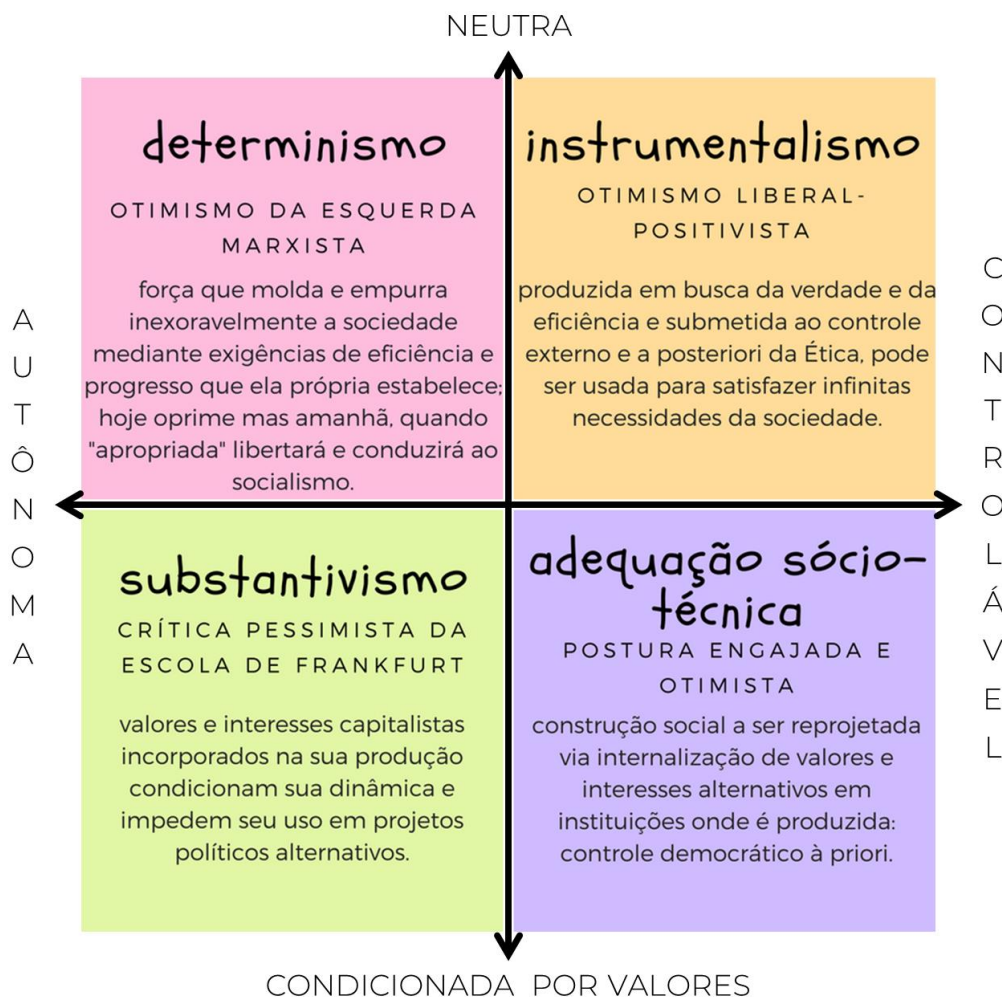 NEUTRA
determinismo
OTIMISMO DA ESQUERDA
MARXISTA
força que molda e empurra
inexoravelmente a sociedade
mediante exigências de eficiência e
progresso que ela própria estabelece;
hoje oprime mas amanhã, quando
"apropriada" libertará e conduzirá ao
socialismo.
instrumentalismo
OTIMISMO LIBERAL-
POSITIVISTA
produzida em busca da verdade e da
eficiência e submetida ao controle
externo e a posteriori da Ética, pode
ser usada para satisfazer infinitas
necessidades da sociedade.
AUTÔNOMA
CONTROLÁVEL
substantivismo
CRÍTICA PESSIMISTA DA
ESCOLA DE FRANKFURT
valores e interesses capitalistas
incorporados na sua produção
condicionam sua dinâmica e
impedem seu uso em projetos
políticos alternativos.
adequação sócio-
técnica
POSTURA ENGAJADA E
OTIMISTA
construção social a ser reprojetada
via internalização de valores e
interesses alternativos em
instituições onde é produzida:
controle democrático à priori.
CONDICIONADA POR VALORES